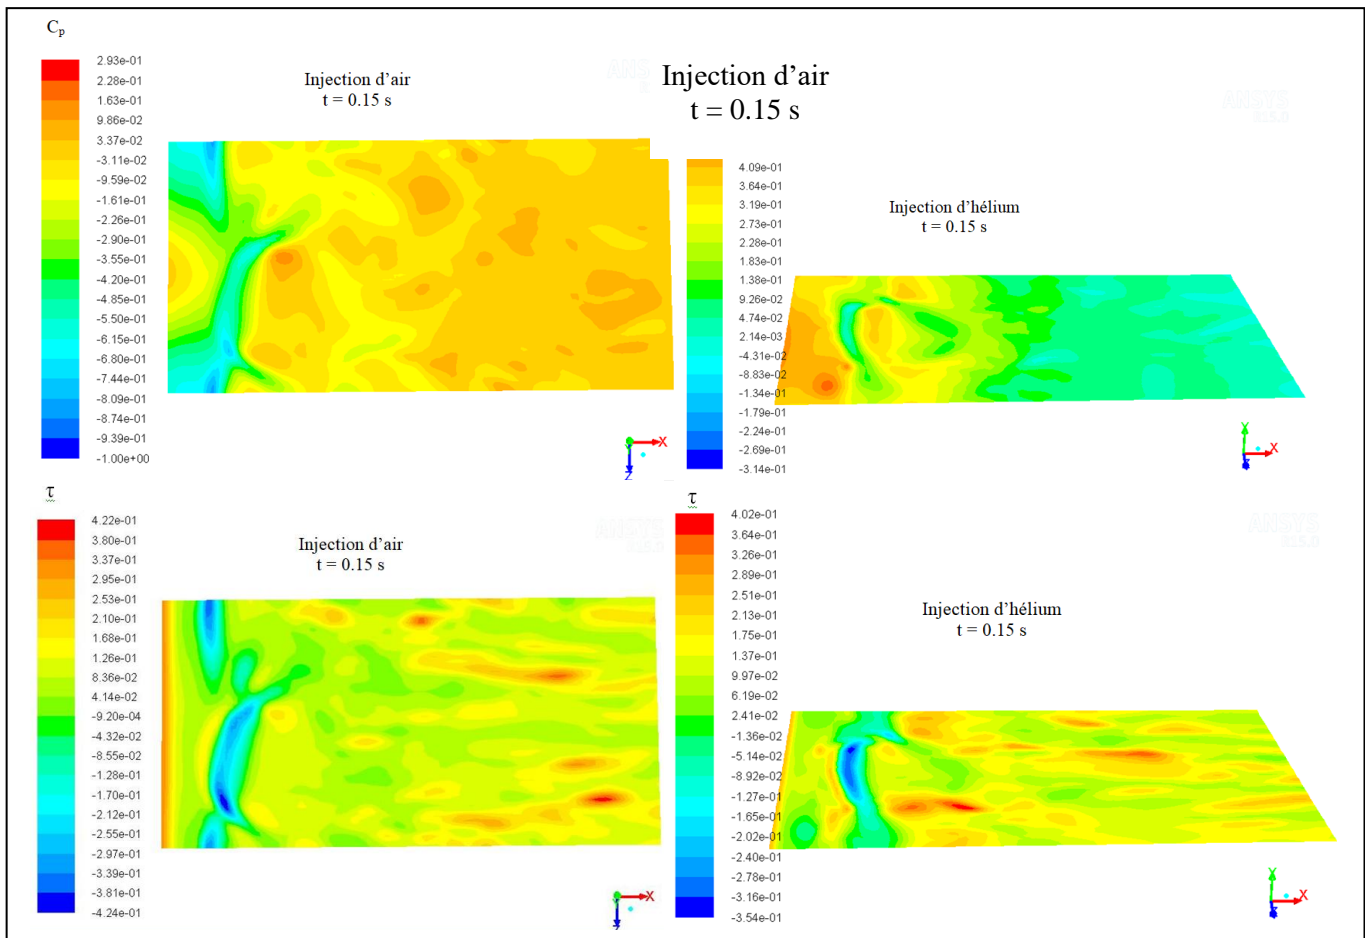 C_p
2.93e-01
2.28e-01
1.63e-01
9.86e-02
3.37e-02
-3.11e-02
-9.59e-02
-1.61e-01
-2.26e-01
-2.90e-01
-3.55e-01
-4.20e-01
-4.85e-01
-5.50e-01
-6.15e-01
-6.80e-01
-7.44e-01
-8.09e-01
-8.74e-01
-9.39e-01
-1.00e+00
Injection d'air
t = 0.15 s
X
Z
Injection d'air
t = 0.15 s
ANSYS
R15.0
4.09e-01
3.64e-01
3.19e-01
2.73e-01
2.28e-01
1.83e-01
1.38e-01
9.26e-02
4.74e-02
2.14e-03
-4.31e-02
-8.83e-02
-1.34e-01
-1.79e-01
-2.24e-01
-2.69e-01
-3.14e-01
Injection d'hélium
t = 0.15 s
Y
X
τ
4.22e-01
3.80e-01
3.37e-01
2.95e-01
2.53e-01
2.10e-01
1.68e-01
1.26e-01
8.36e-02
4.14e-02
-9.20e-04
-4.32e-02
-8.55e-02
-1.28e-01
-1.70e-01
-2.12e-01
-2.55e-01
-2.97e-01
-3.39e-01
-3.81e-01
-4.24e-01
Injection d'air
t = 0.15 s
ANSYS
R15.0
X
τ
4.02e-01
3.64e-01
3.26e-01
2.89e-01
2.51e-01
2.13e-01
1.75e-01
1.37e-01
9.97e-02
6.19e-02
2.41e-02
-1.36e-02
-5.14e-02
-8.92e-02
-1.27e-01
-1.65e-01
-2.02e-01
-2.40e-01
-2.78e-01
-3.16e-01
-3.54e-01
Injection d'hélium
t = 0.15 s
ANSYS
R15.0
Y
X